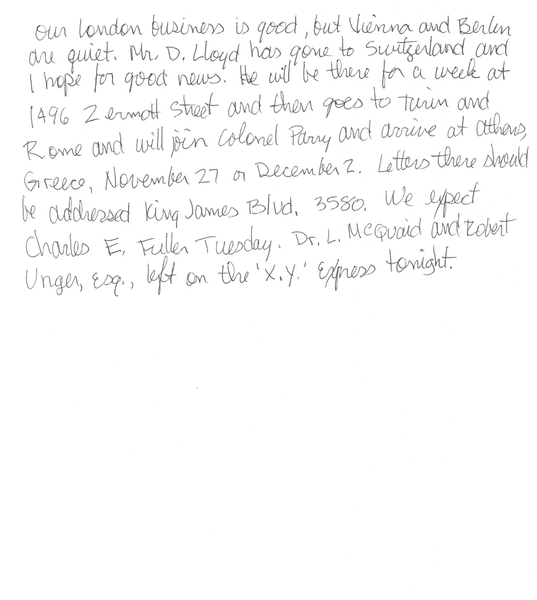 our London business is good, but Vienna and Berlin
are quiet. Mr. D. Lloyd has gone to Switzerland and
I hope for good news. He will be there for a week at
1496 Zermott Street and then goes to Turin and
Rome and will join Colonel Parry and arrive at Athens,
Greece, November 27 or December 2. Letters there should
be addressed King James Blvd. 3580. We expect
Charles E. Fuller Tuesday. Dr. L. McQuaid and Robert
Unger, Esq., left on the 'X.Y.' Express tonight.